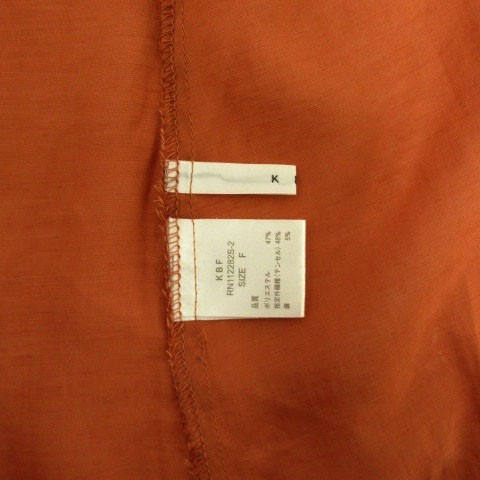 K
KBF
RN112282S-2
SIZE F
品質
ポリエステル 47%
指定外繊維(テンセル) 48%
麻 5%